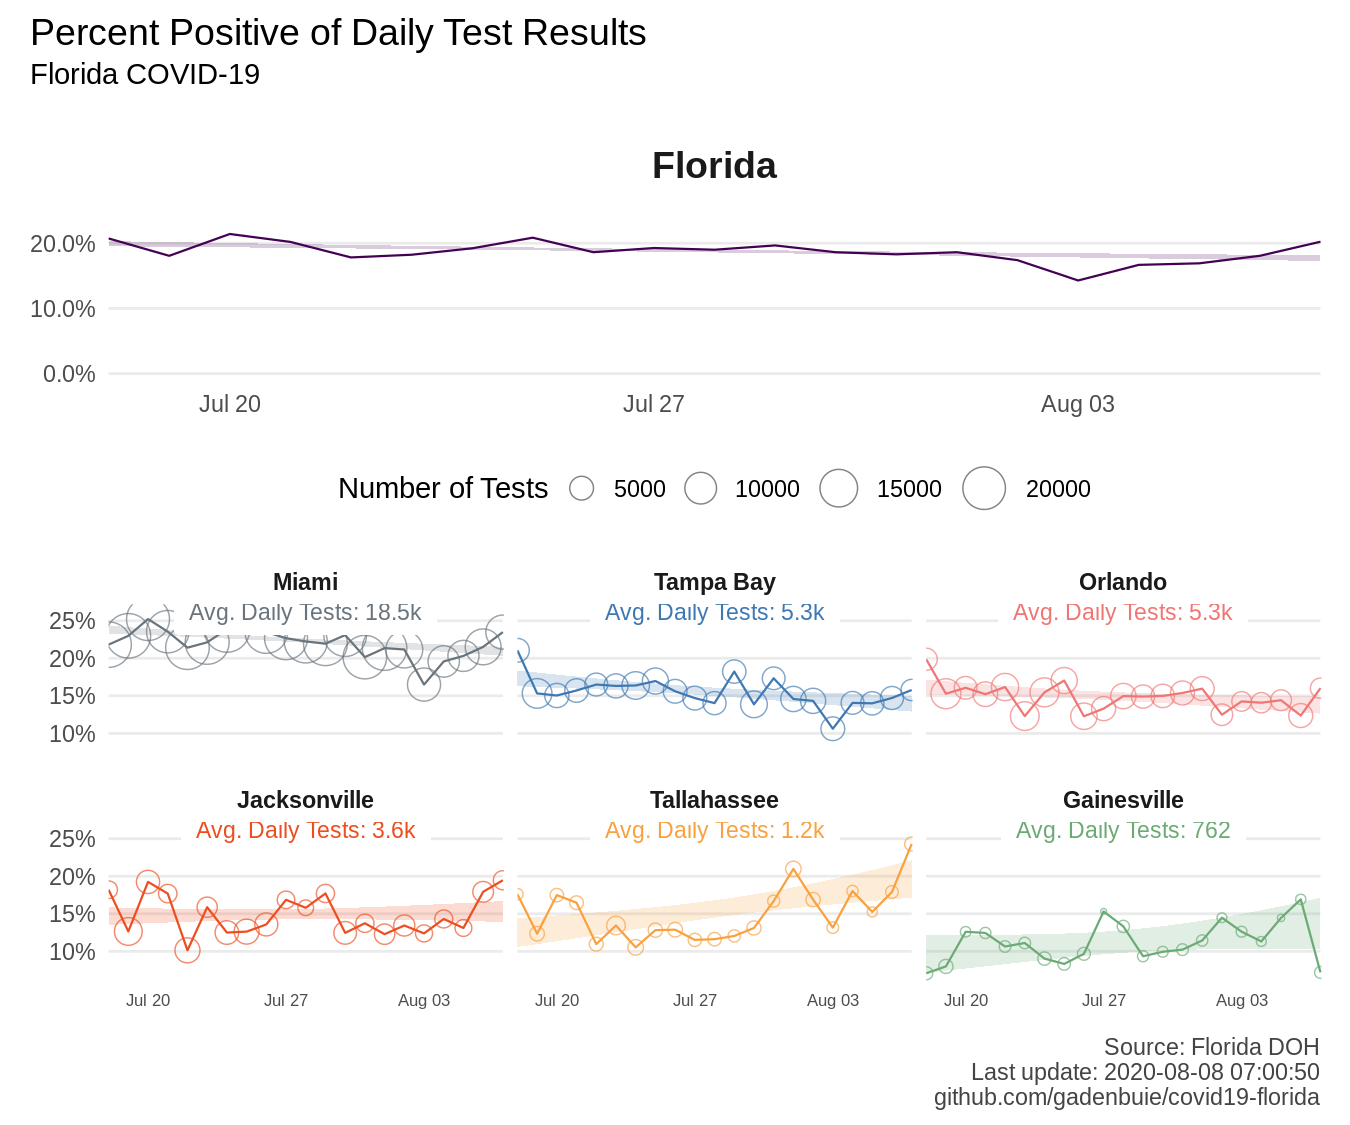 Percent Positive of Daily Test Results
Florida COVID-19
Florida
20.0%
10.0%
0.0%
Jul 20 Jul 27 Aug 03
Number of Tests 5000 10000 15000 20000
Miami Tampa Bay Orlando
Avg. Daily Tests: 18.5k Avg. Daily Tests: 5.3k Avg. Daily Tests: 5.3k
25%
20%
15%
10%
Jacksonville Tallahassee Gainesville
Avg. Daily Tests: 3.6k Avg. Daily Tests: 1.2k Avg. Daily Tests: 762
25%
20%
15%
10%
Jul 20 Jul 27 Aug 03 Jul 20 Jul 27 Aug 03 Jul 20 Jul 27 Aug 03
Source: Florida DOH
Last update: 2020-08-08 07:00:50
github.com/gadenbuie/covid19-florida